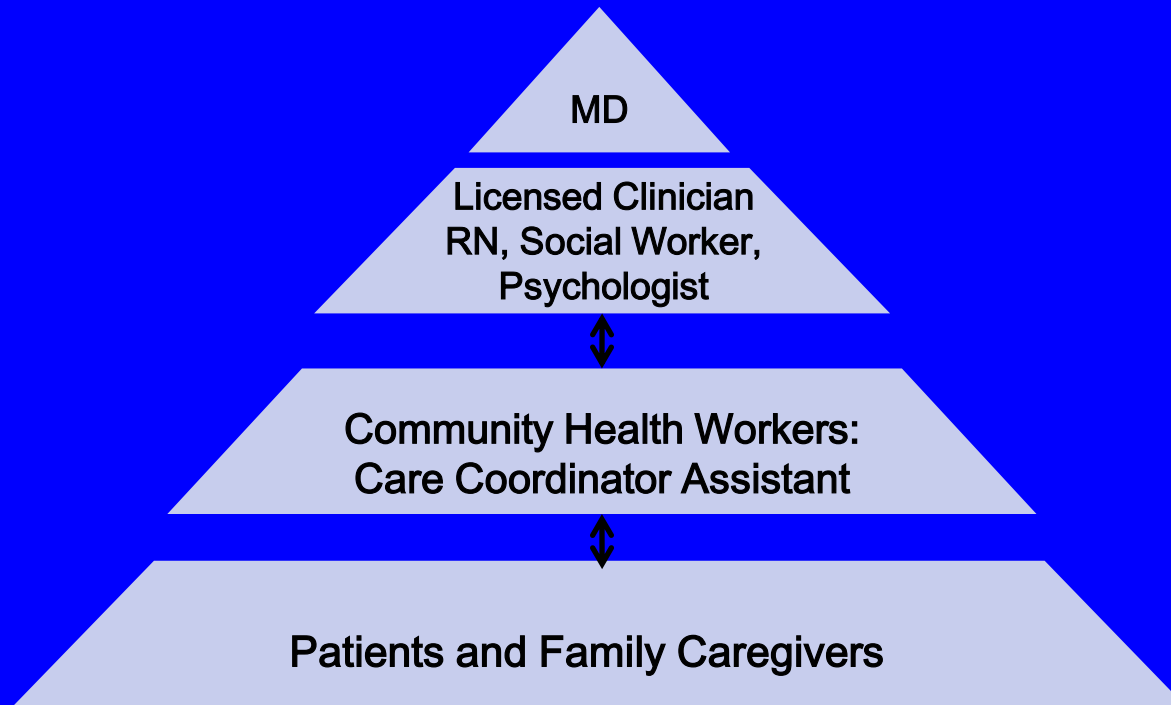 MD
Licensed Clinician
RN, Social Worker,
Psychologist
Community Health Workers:
Care Coordinator Assistant
Patients and Family Caregivers